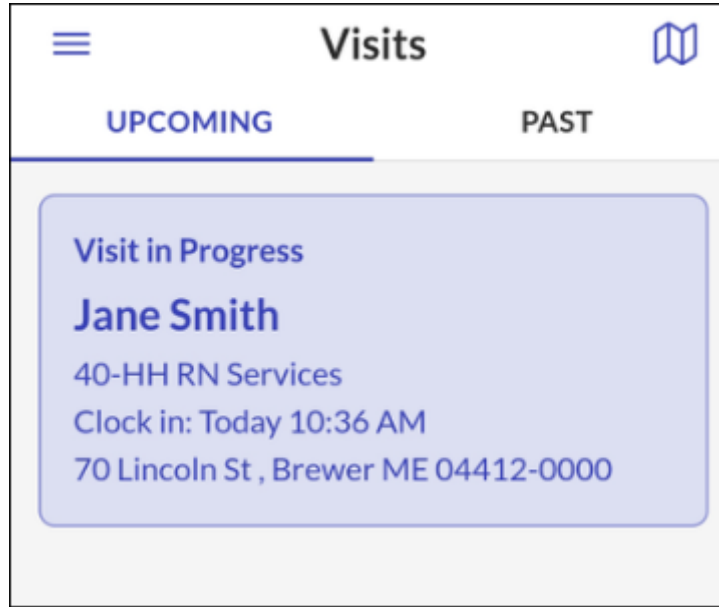 Visits
UPCOMING PAST
Visit in Progress
Jane Smith
40-HH RN Services
Clock in: Today 10:36 AM
70 Lincoln St , Brewer ME 04412-0000